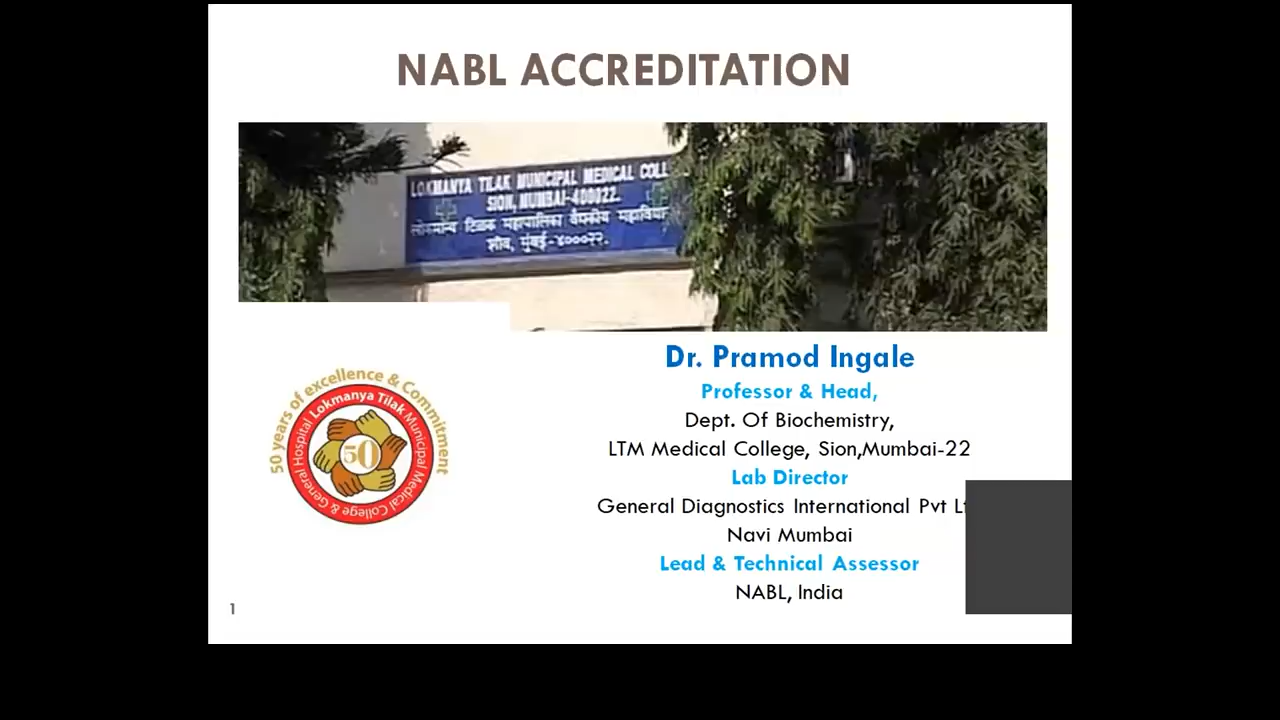 NABL ACCREDITATION
LOKMANYA TILAK MUNICIPAL MEDICAL COLL
SION, MUMBAI-400022.
लोकमान्य टिळक महापालिका वैद्यकीय महाविद्या
शीव, मुंबई-४०००२२.
Dr. Pramod Ingale
Professor & Head,
Dept. Of Biochemistry,
LTM Medical College, Sion,Mumbai-22
Lab Director
General Diagnostics International Pvt Lt
Navi Mumbai
Lead & Technical Assessor
NABL, India
50 years of excellence & Commitment
Lokmanya Tilak Municipal Medical College & General Hospital
50
1